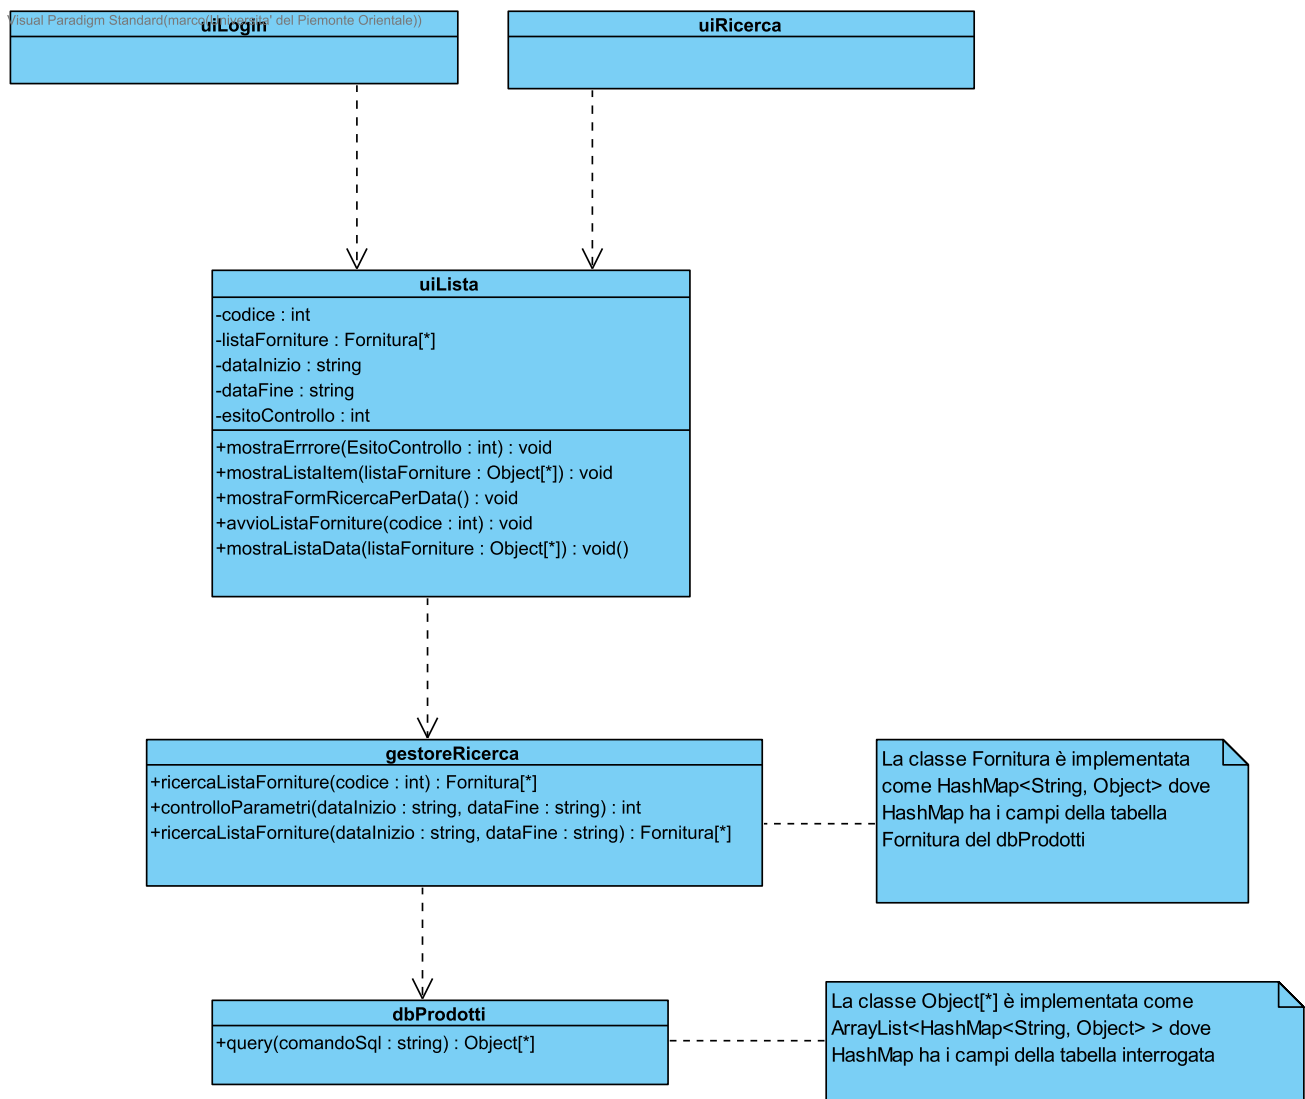 Visual Paradigm Standard(marco(Universita' del Piemonte Orientale))
uiLogin
uiRicerca
uiLista
-codice : int
-listaForniture : Fornitura[*]
-dataInizio : string
-dataFine : string
-esitoControllo : int
+mostraErrrore(EsitoControllo : int) : void
+mostraListaItem(listaForniture : Object[*]) : void
+mostraFormRicercaPerData() : void
+avvioListaForniture(codice : int) : void
+mostraListaData(listaForniture : Object[*]) : void()
gestoreRicerca
+ricercaListaForniture(codice : int) : Fornitura[*]
+controlloParametri(dataInizio : string, dataFine : string) : int
+ricercaListaForniture(dataInizio : string, dataFine : string) : Fornitura[*]
La classe Fornitura è implementata
come HashMap<String, Object> dove
HashMap ha i campi della tabella
Fornitura del dbProdotti
dbProdotti
+query(comandoSql : string) : Object[*]
La classe Object[*] è implementata come
ArrayList<HashMap<String, Object> > dove
HashMap ha i campi della tabella interrogata